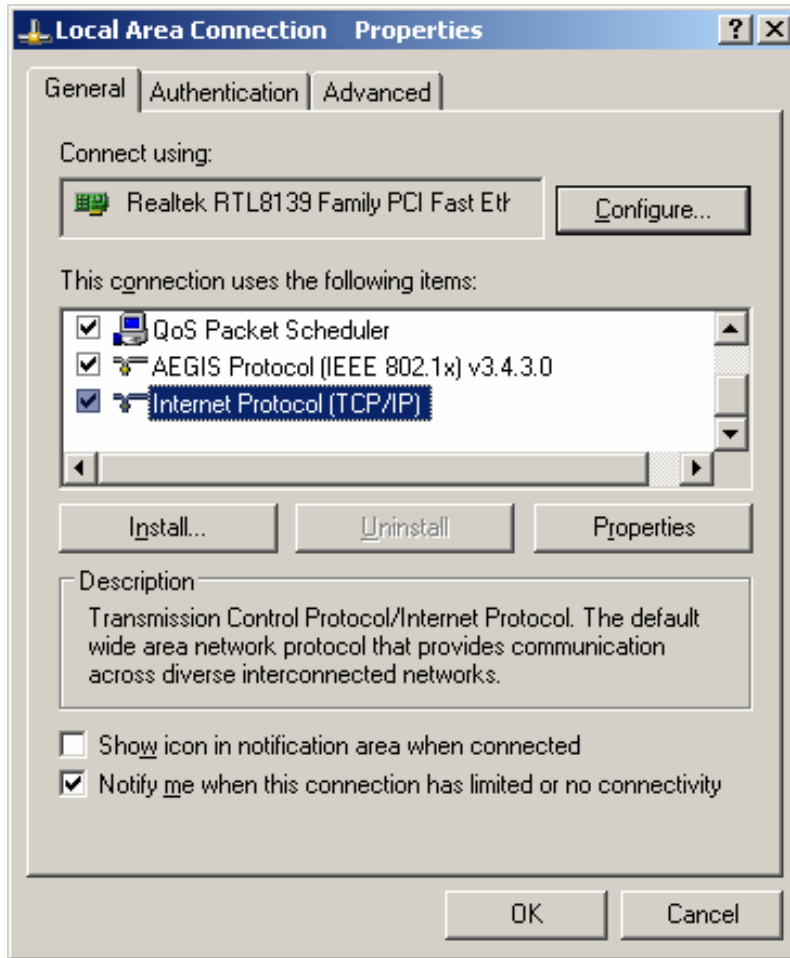 Local Area Connection Properties
General Authentication Advanced
Connect using:
Realtek RTL8139 Family PCI Fast Eth
Configure...
This connection uses the following items:
QoS Packet Scheduler
AEGIS Protocol (IEEE 802.1x) v3.4.3.0
Internet Protocol (TCP/IP)
Install... Uninstall Properties
Description
Transmission Control Protocol/Internet Protocol. The default
wide area network protocol that provides communication
across diverse interconnected networks.
Show icon in notification area when connected
Notify me when this connection has limited or no connectivity
OK Cancel